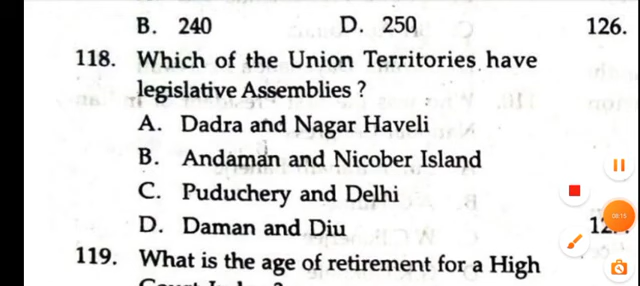 B. 240 D. 250 126.
118. Which of the Union Territories have
legislative Assemblies ?
A. Dadra and Nagar Haveli
B. Andaman and Nicober Island
C. Puduchery and Delhi
D. Daman and Diu
119. What is the age of retirement for a High